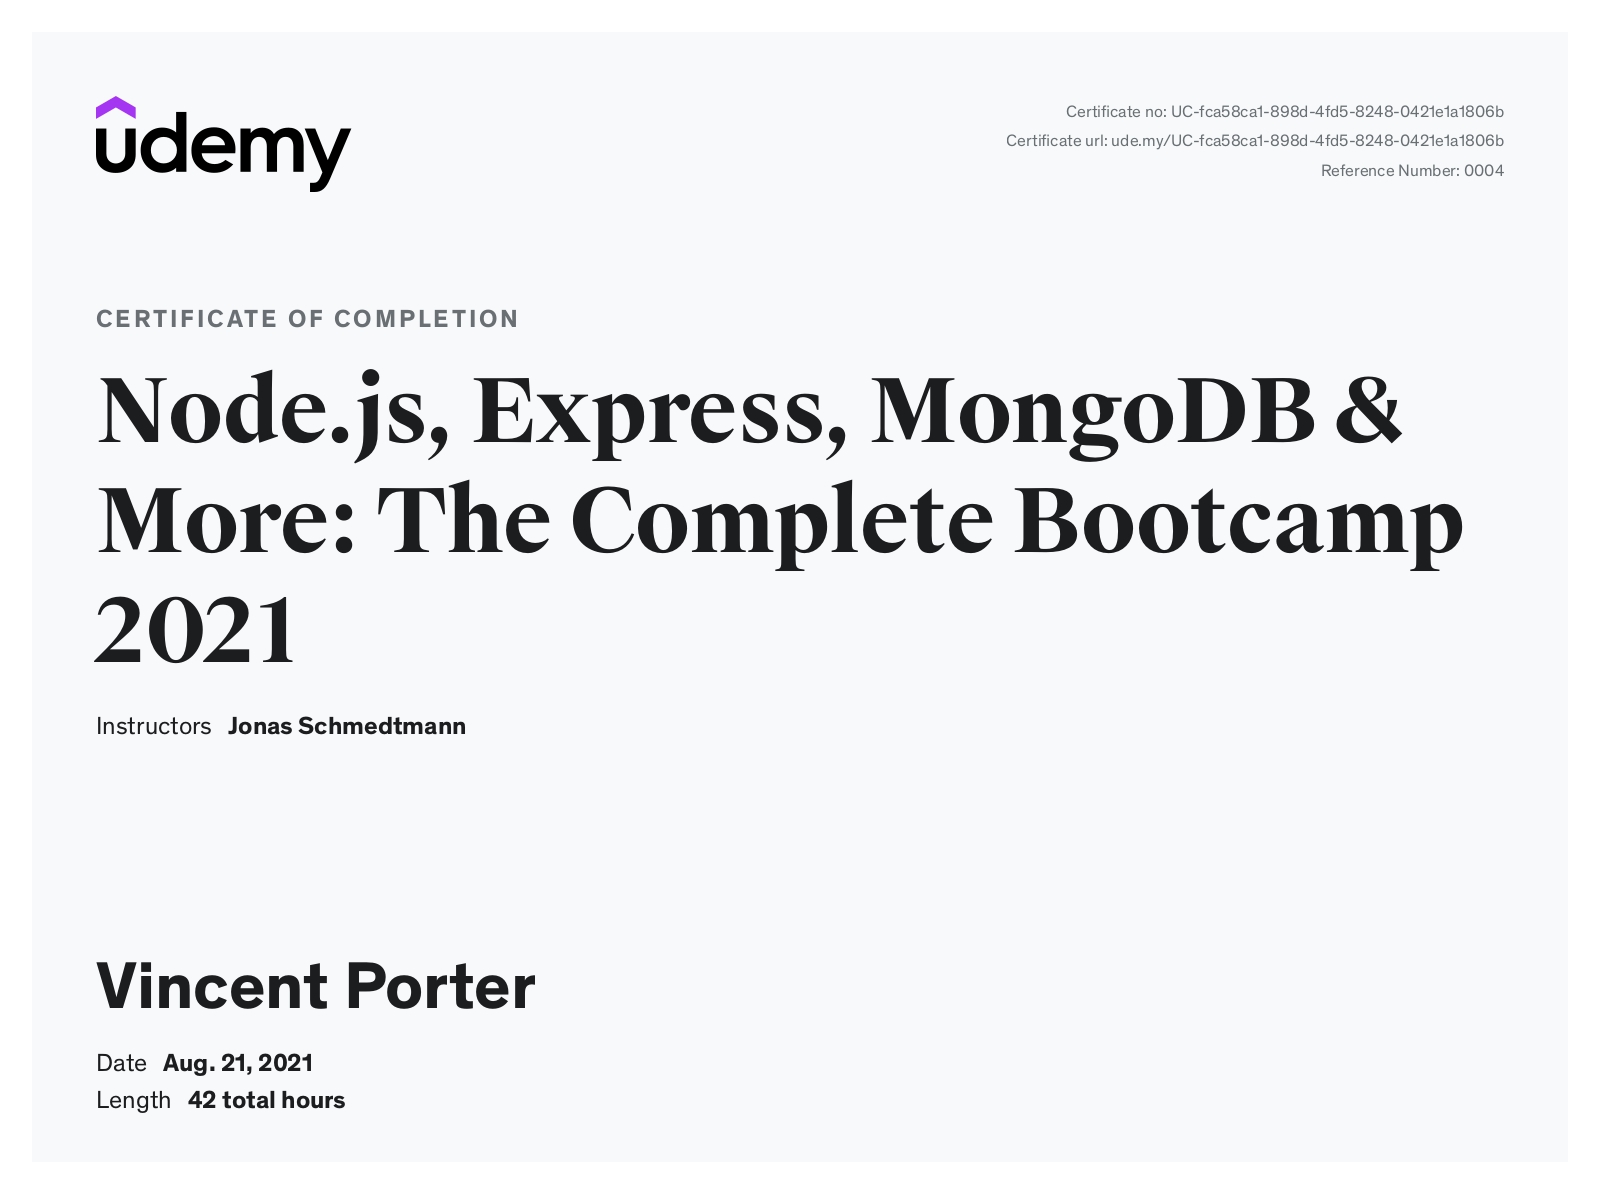 udemy
Certificate no: UC-fca58ca1-898d-4fd5-8248-0421e1a1806b
Certificate url: ude.my/UC-fca58ca1-898d-4fd5-8248-0421e1a1806b
Reference Number: 0004
CERTIFICATE OF COMPLETION
Node.js, Express, MongoDB &
More: The Complete Bootcamp
2021
Instructors Jonas Schmedtmann
Vincent Porter
Date Aug. 21, 2021
Length 42 total hours